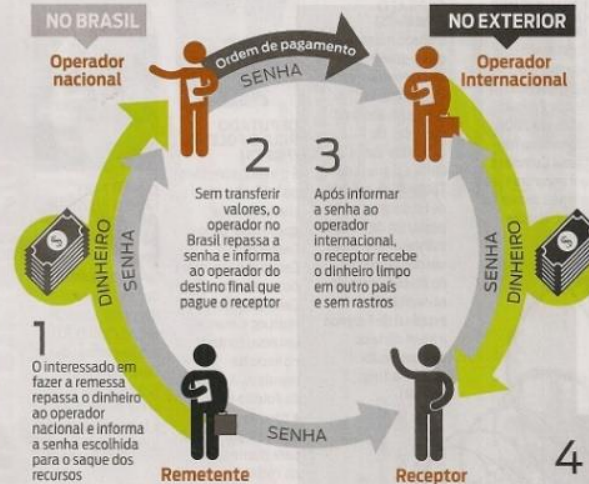 NO BRASIL
NO EXTERIOR
Operador
nacional
Ordem de pagamento
SENHA
Operador
Internacional
2
Sem transferir
valores, o
operador no
Brasil repassa a
senha e informa
ao operador do
destino final que
pague o receptor
3
Após informar
a senha ao
operador
internacional,
o receptor recebe
o dinheiro limpo
em outro país
e sem rastros
DINHEIRO
SENHA
SENHA
DINHEIRO
1
O interessado em
fazer a remessa
repassa o dinheiro
ao operador
nacional e informa
a senha escolhida
para o saque dos
recursos
SENHA
Remetente
Receptor
4